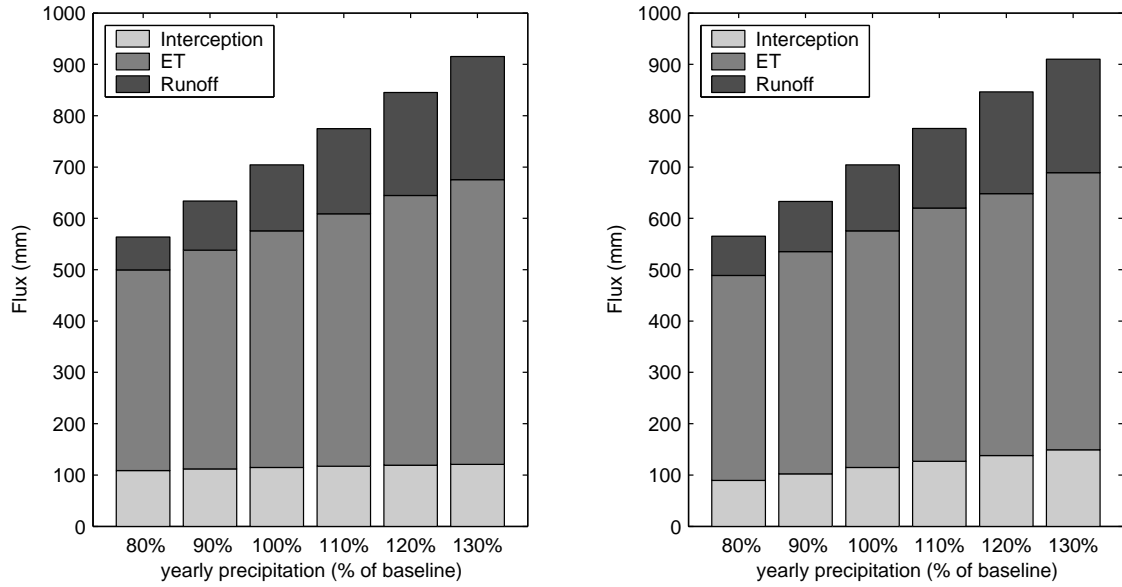 1000
900
800
700
600
500
400
300
200
100
0
Flux (mm)
Interception
ET
Runoff
80% 90% 100% 110% 120% 130%
yearly precipitation (% of baseline)
1000
900
800
700
600
500
400
300
200
100
0
Flux (mm)
Interception
ET
Runoff
80% 90% 100% 110% 120% 130%
yearly precipitation (% of baseline)